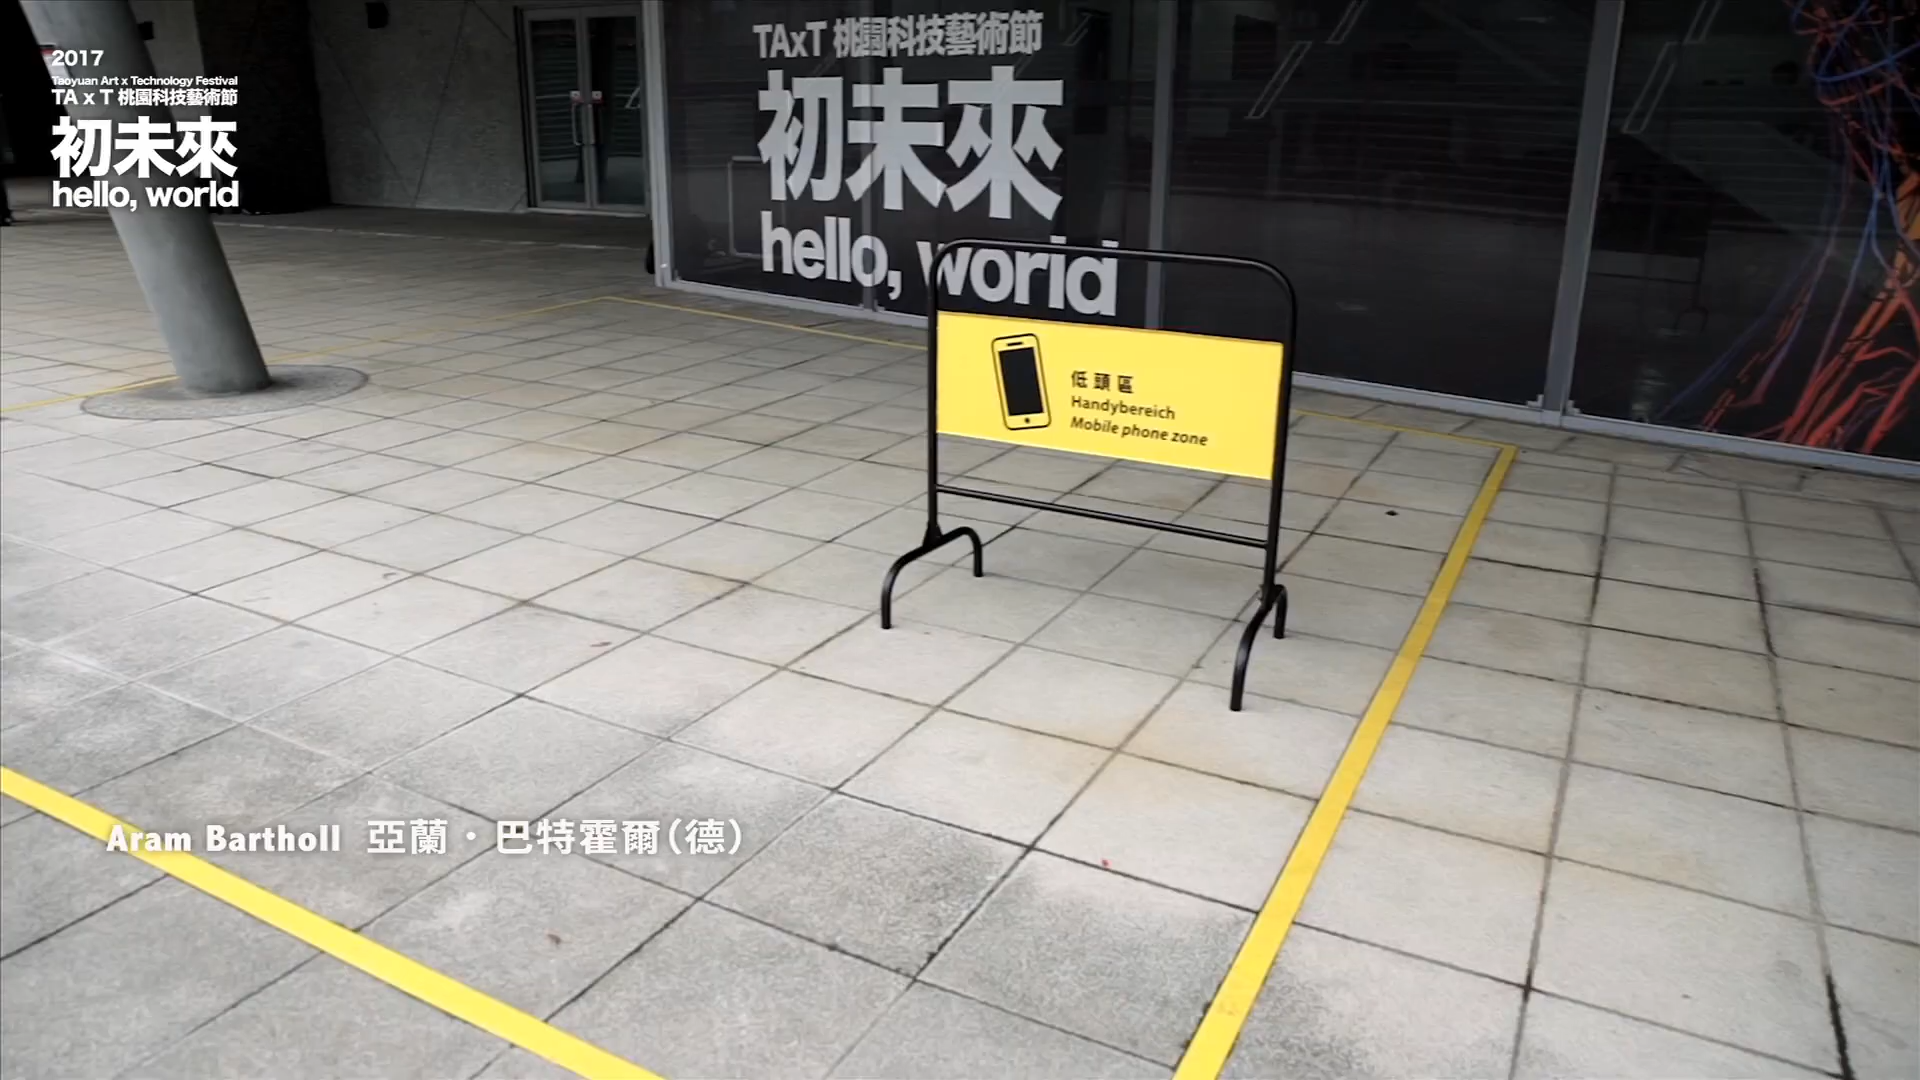 2017
Taoyuan Art x Technology Festival
TA x T 桃園科技藝術節
初未來
hello, world
TAxT 桃園科技藝術節
初未來
hello, world
低頭區
Handybereich
Mobile phone zone
Aram Bartholl 亞蘭・巴特霍爾(德)